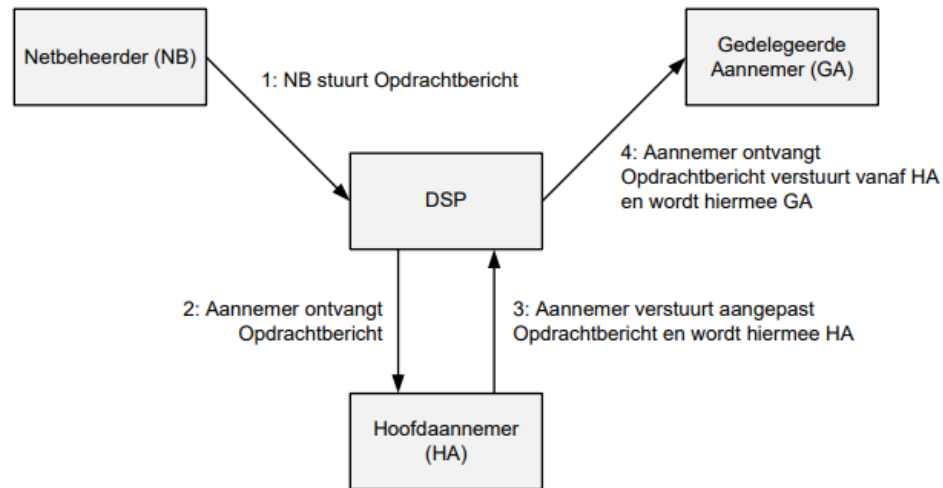 Netbeheerder (NB)
Gedelegeerde
Aannemer (GA)
1: NB stuurt Opdrachtbericht
4: Aannemer ontvangt
Opdrachtbericht verstuurt vanaf HA
en wordt hiermee GA
DSP
2: Aannemer ontvangt
Opdrachtbericht
3: Aannemer verstuurt aangepast
Opdrachtbericht en wordt hiermee HA
Hoofdaannemer
(HA)